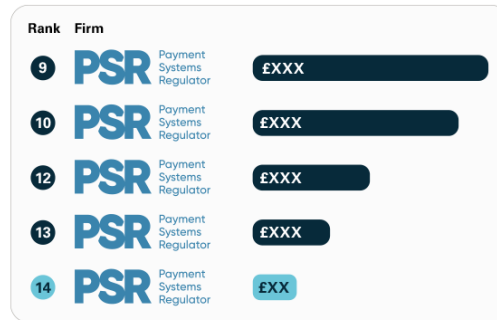 Rank Firm
9 PSR Payment Systems Regulator £XXX
10 PSR Payment Systems Regulator £XXX
12 PSR Payment Systems Regulator £XXX
13 PSR Payment Systems Regulator £XXX
14 PSR Payment Systems Regulator £XX